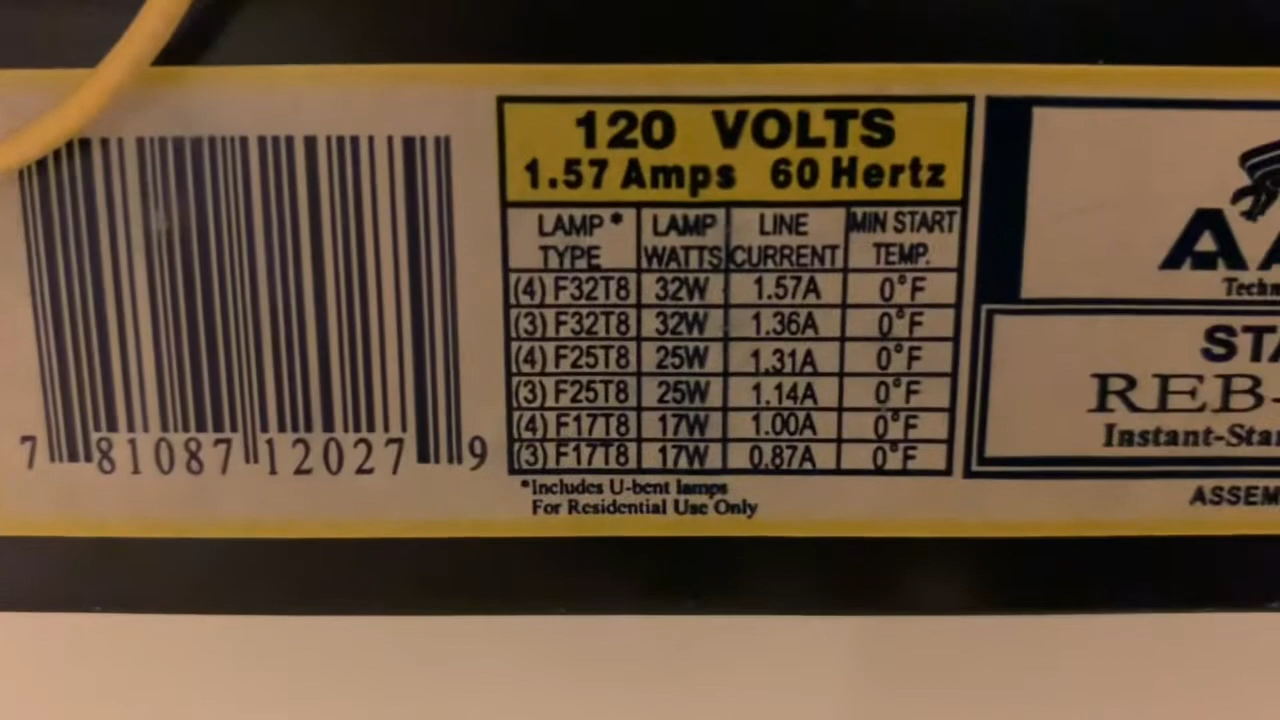 7 81087 12027 9
120 VOLTS
1.57 Amps 60 Hertz
LAMP* TYPE LAMP WATTS LINE CURRENT MIN START TEMP.
(4) F32T8 32W 1.57A 0°F
(3) F32T8 32W 1.36A 0°F
(4) F25T8 25W 1.31A 0°F
(3) F25T8 25W 1.14A 0°F
(4) F17T8 17W 1.00A 0°F
(3) F17T8 17W 0.87A 0°F
*Includes U-bent lamps
For Residential Use Only
REB-